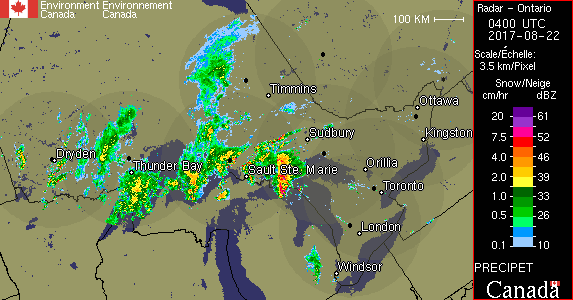 Environment Environnement
Canada Canada
100 KM
Timmins
Ottawa
Sudbury
Kingston
Dryden
Thunder Bay
Sault Ste. Marie
Orillia
Toronto
London
Windsor
Radar - Ontario
0400 UTC
2017-08-22
Scale/Échelle:
3.5 km/Pixel
Snow/Neige
cm/hr dBZ
20 61
7.5 52
4.0 46
2.0 39
1.0 33
0.5 26
0.1 10
PRECIPET
Canada